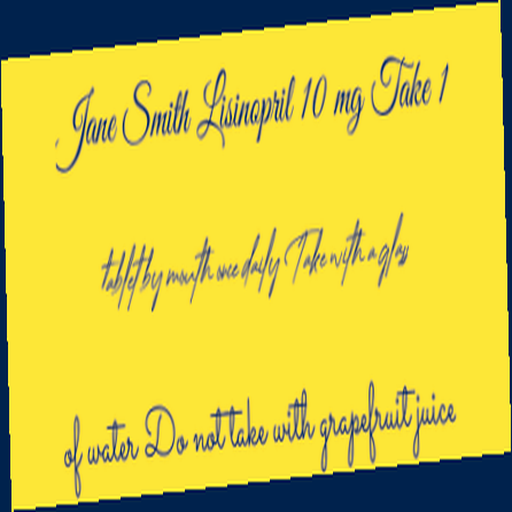 Jane Smith Lisinopril 10 mg Take 1
tablet by mouth once daily Take with a glass
of water Do not take with grapefruit juice